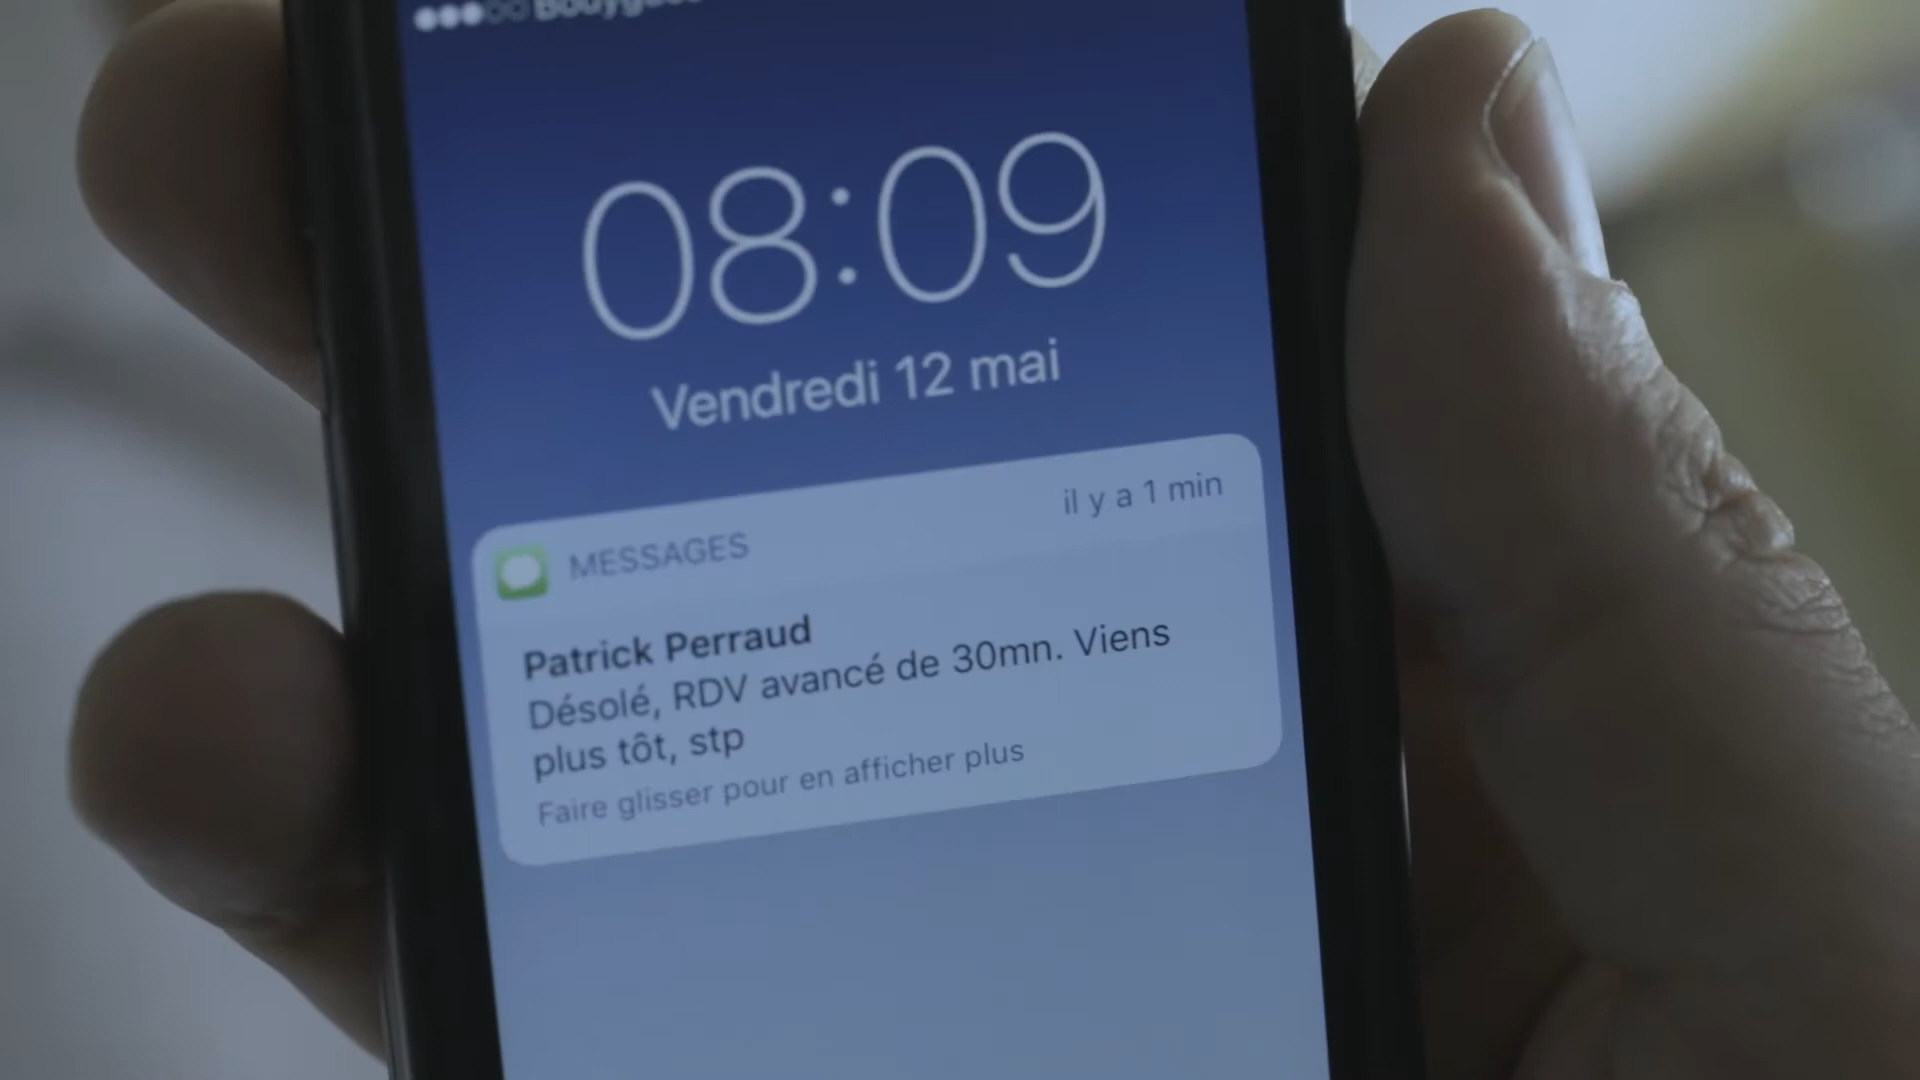 08:09
Vendredi 12 mai
MESSAGES
il y a 1 min
Patrick Perraud
Désolé, RDV avancé de 30mn. Viens
plus tôt, stp
Faire glisser pour en afficher plus